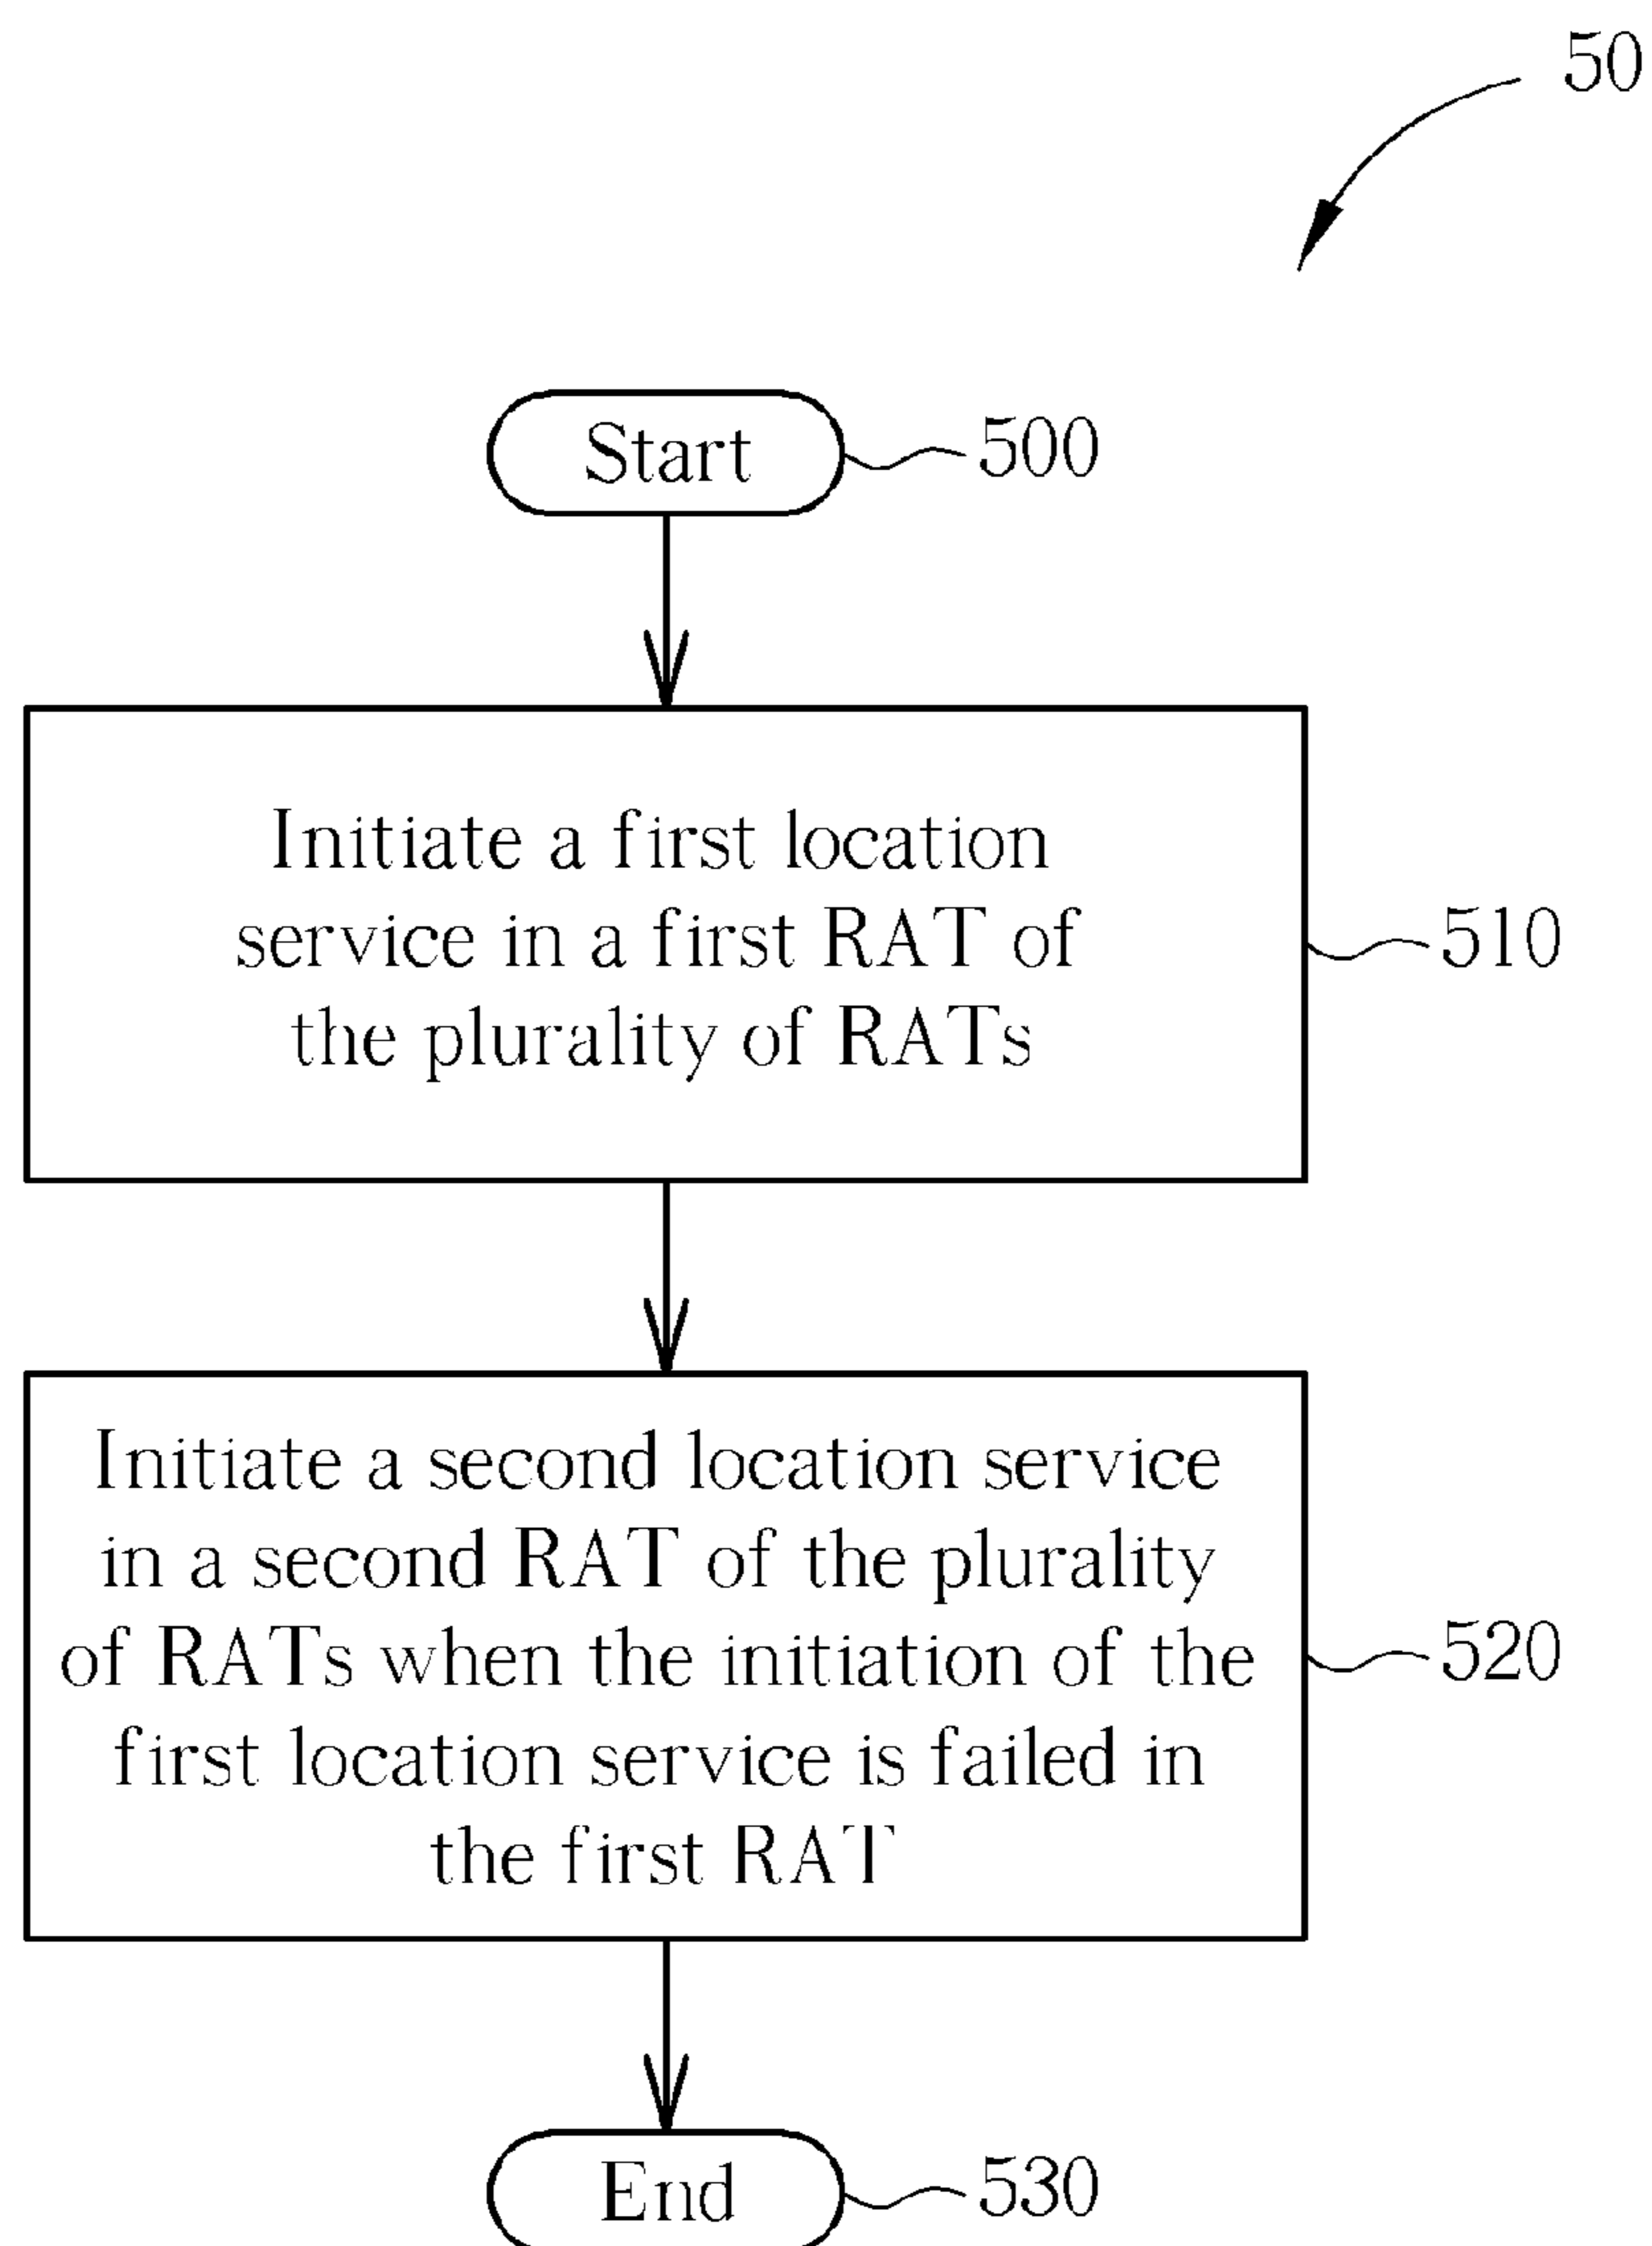 50
Start
500
Initiate a first location
service in a first RAT of
the plurality of RATs
510
Initiate a second location service
in a second RAT of the plurality
of RATs when the initiation of the
first location service is failed in
the first RAT
520
End
530